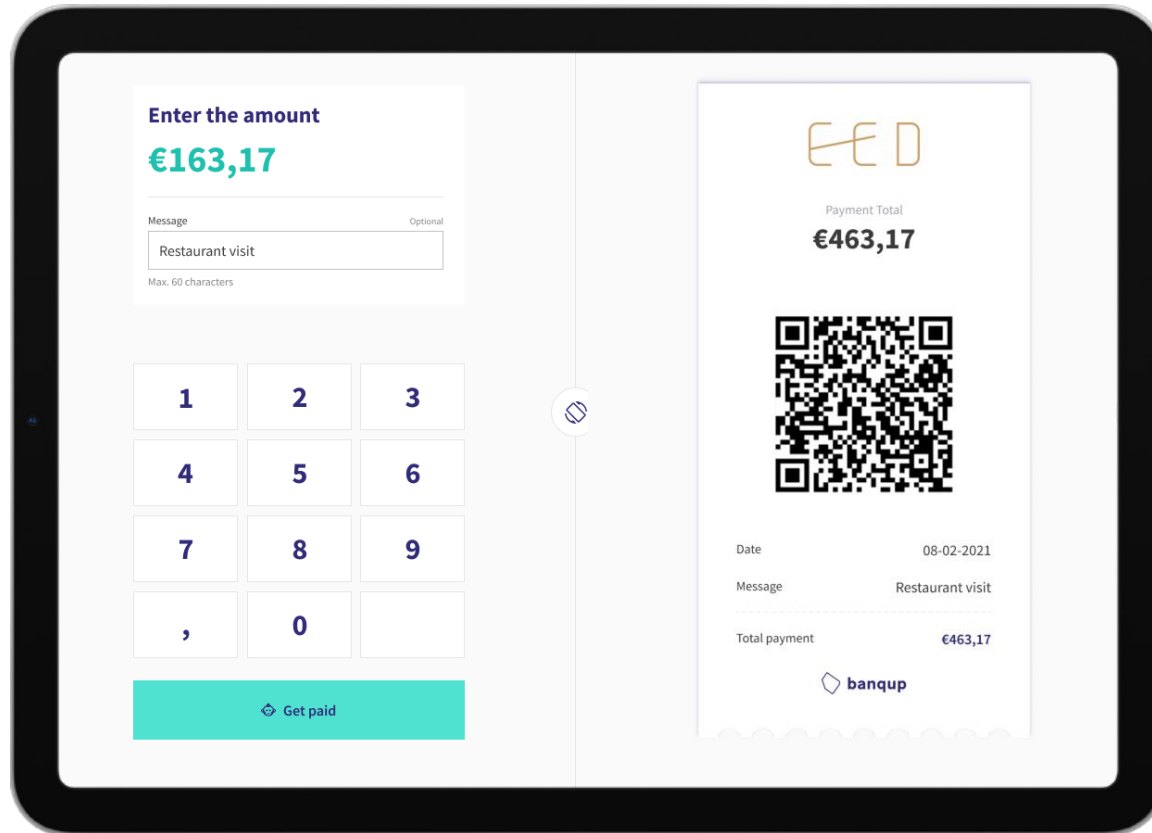 Enter the amount
€163,17
Message Optional
Restaurant visit
Max. 60 characters
1 2 3
4 5 6
7 8 9
, 0
Get paid
EED
Payment Total
€463,17
Date 08-02-2021
Message Restaurant visit
Total payment €463,17
banqup